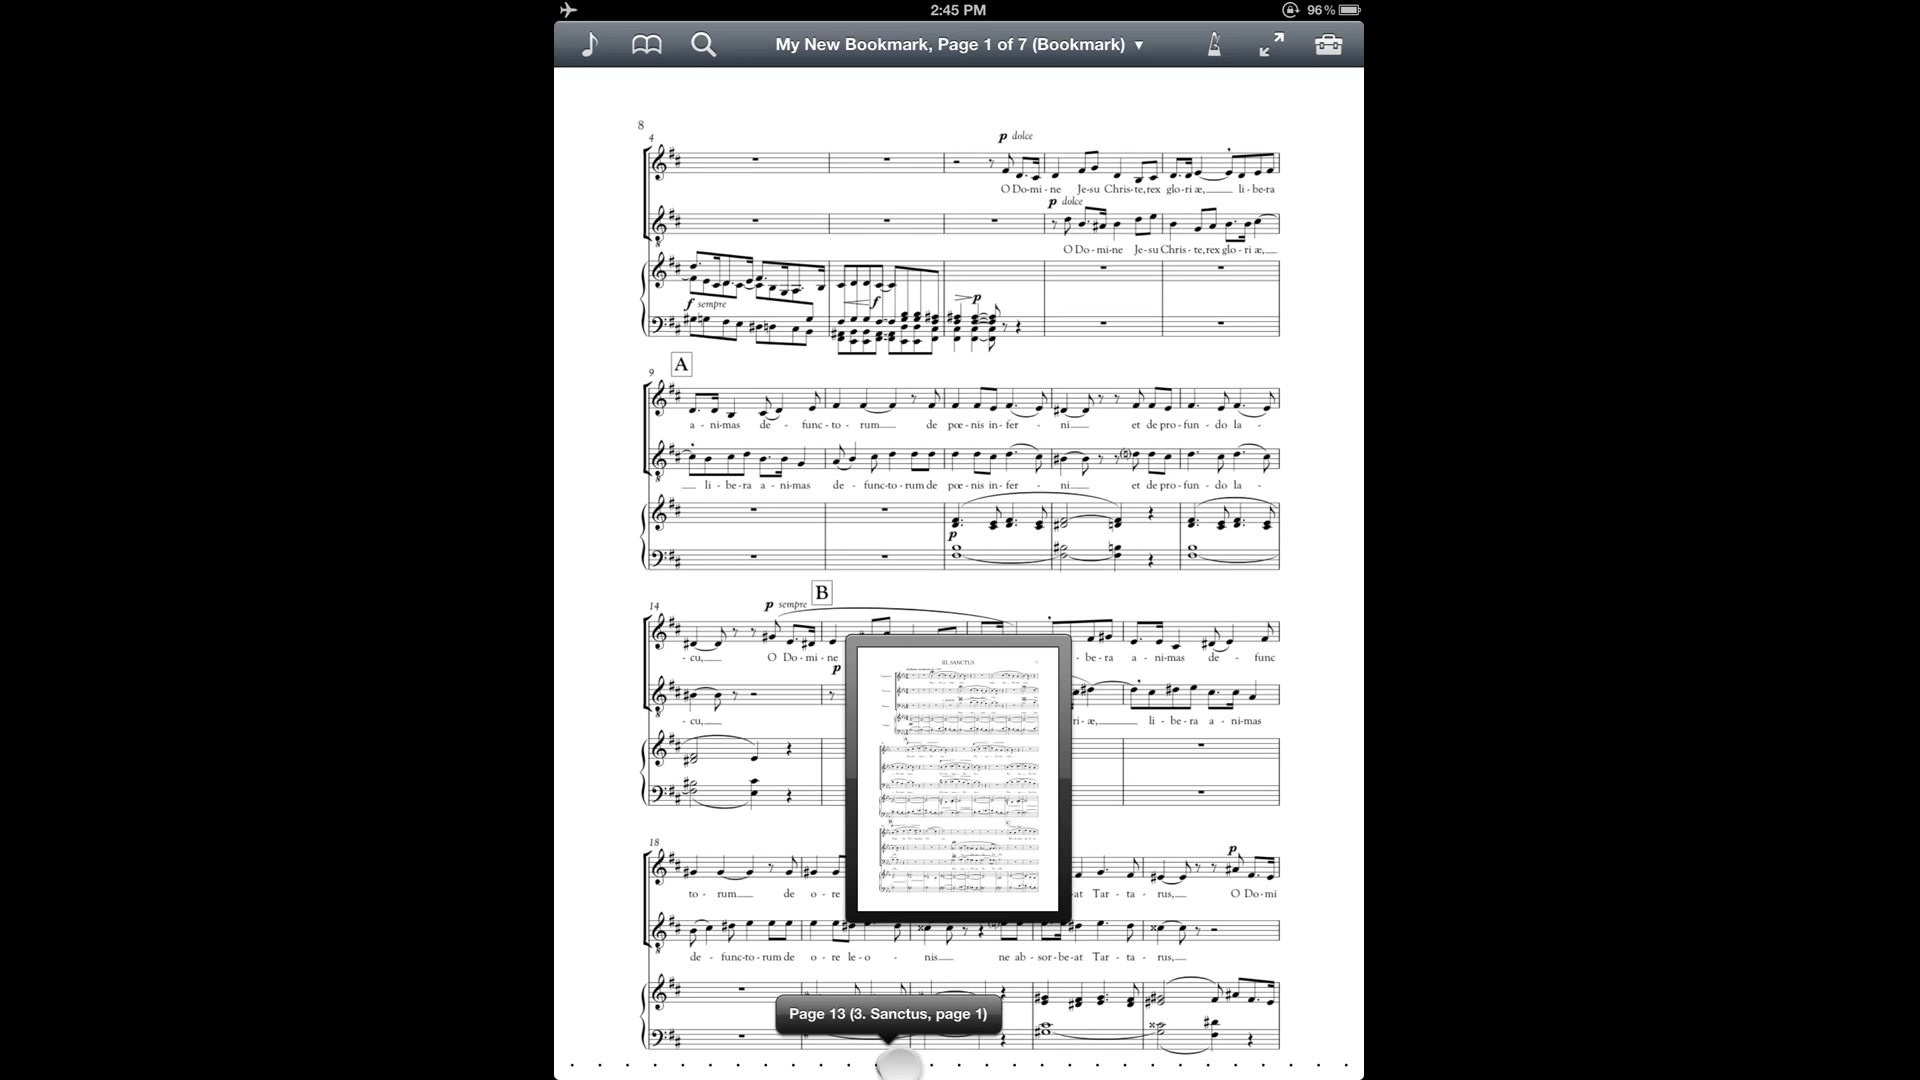 2:45 PM
96%
My New Bookmark, Page 1 of 7 (Bookmark) ▼
8
4
p dolce
O Do-mi - ne Je-su Chris-te,rex glo-ri æ, li-be-ra
p dolce
O Do-mi-ne Je-su Chris-te,rex glo-ri æ,
f sempre
f
p
9
A
a - ni-mas de - func-to-rum de pœ-nis in-fer - ni et de pro-fun-do la -
li-be-ra a-ni-mas de - func-to-rum de pœ-nis in-fer - ni et de pro-fun-do la -
p
14
p sempre
B
- cu, O Do-mi-ne
- be-ra a-ni-mas de - func
p
- cu,
ri-æ, li-be-ra a-ni-mas
III. SANCTUS
18
p
to-rum de o-re
-at Tar-ta-rus, O Do-mi
de - func-to-rum de o-re le-o - nis ne ab-sor-be-at Tar-ta-rus,
Page 13 (3. Sanctus, page 1)